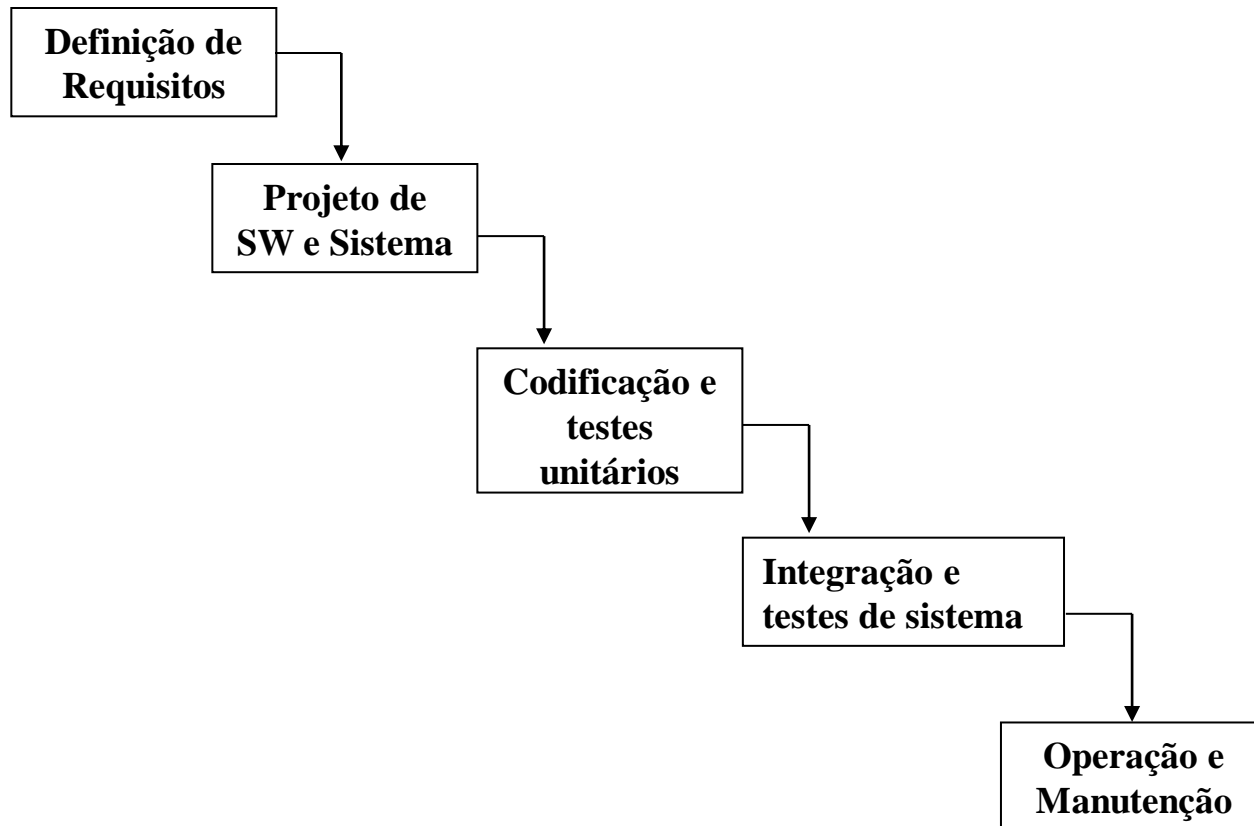 Definição de
Requisitos
Projeto de
SW e Sistema
Codificação e
testes
unitários
Integração e
testes de sistema
Operação e
Manutenção